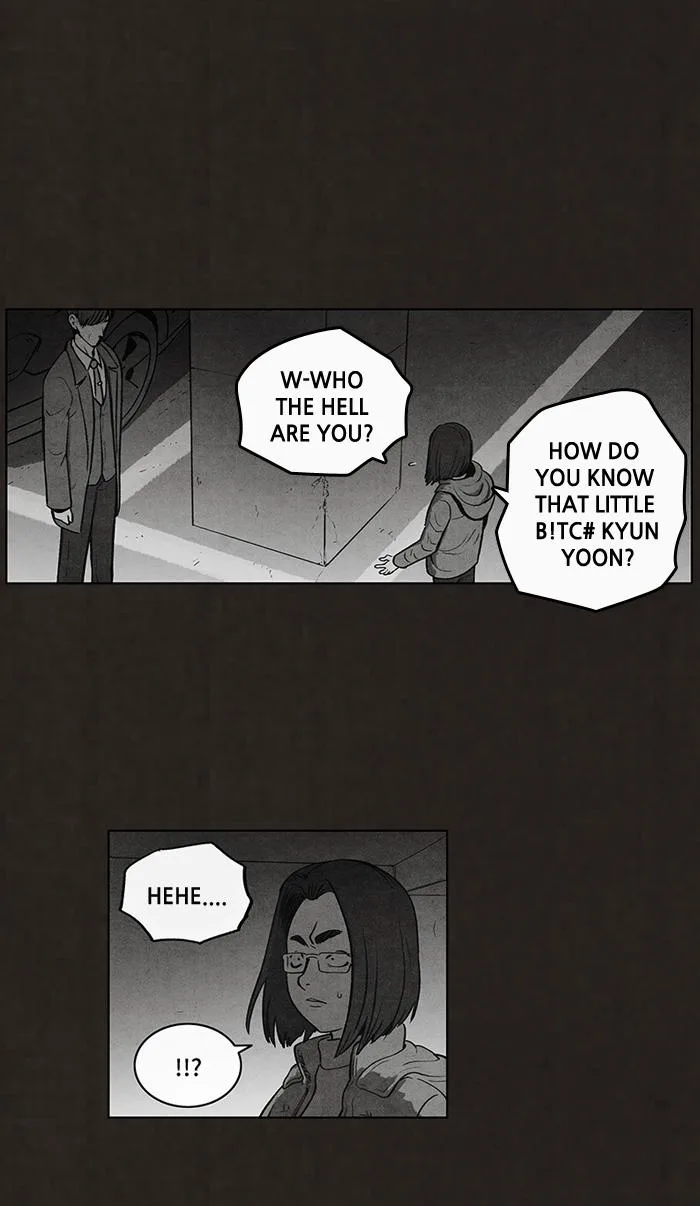 W-WHO
THE HELL
ARE YOU?
HOW DO
YOU KNOW
THAT LITTLE
B!TC# KYUN
YOON?
HEHE....
!!?